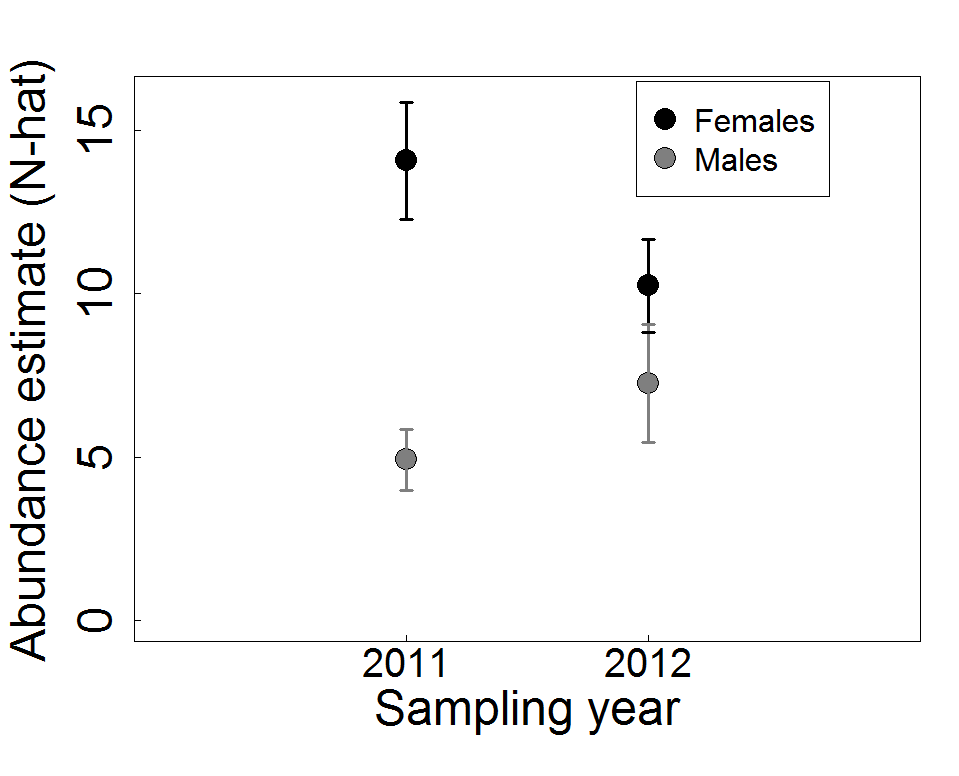 Abundance estimate (N-hat)
15
10
5
0
Females
Males
2011 2012
Sampling year